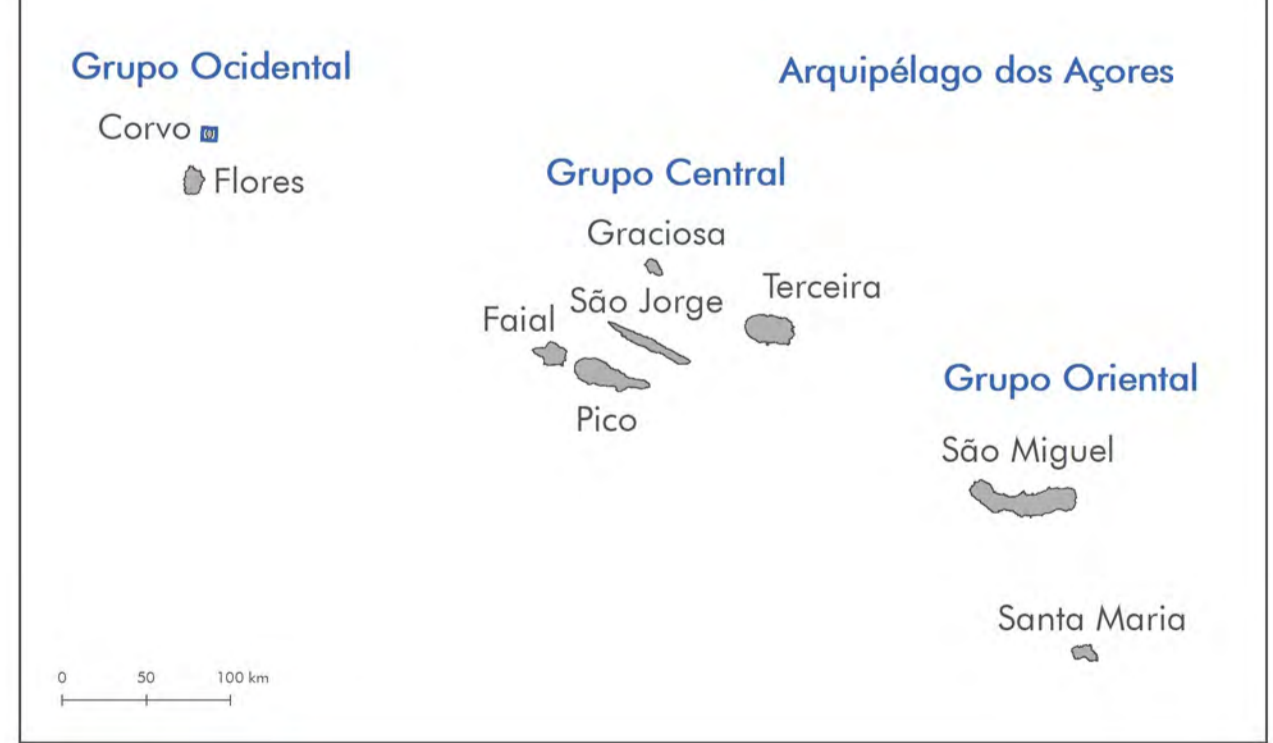 Grupo Ocidental
Arquipélago dos Açores
Corvo
Flores
Grupo Central
Graciosa
Terceira
São Jorge
Faial
Pico
Grupo Oriental
São Miguel
Santa Maria
0 50 100 km